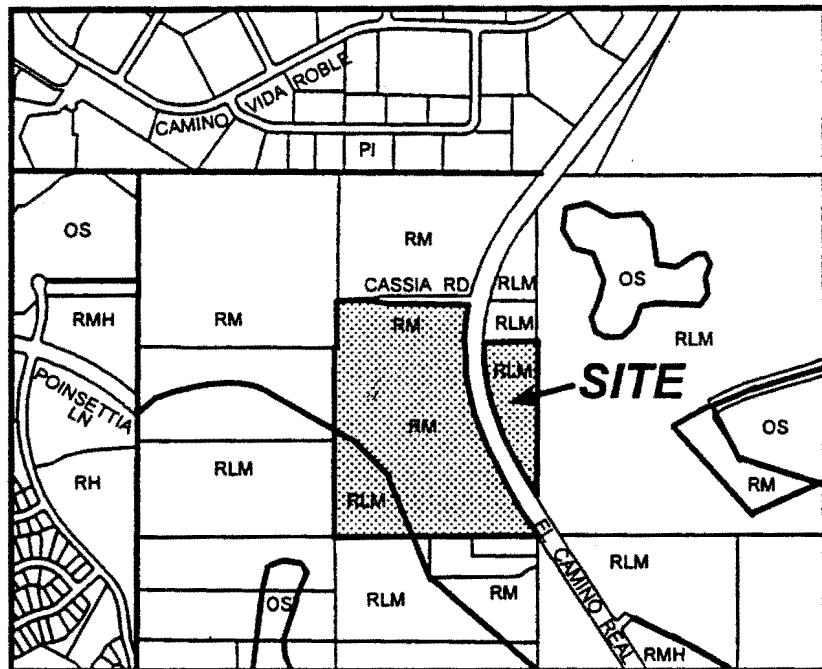 CAMINO VIDA ROBLE
PI
OS
RM
CASSIA RD
RLM
OS
RLM
RMH
RM
RM
RLM
RLM
SITE
POINSETTIA
LN
RM
OS
RH
RLM
RLM
RM
EL CAMINO REAL
RLM
OS
RLM
RM
RMH